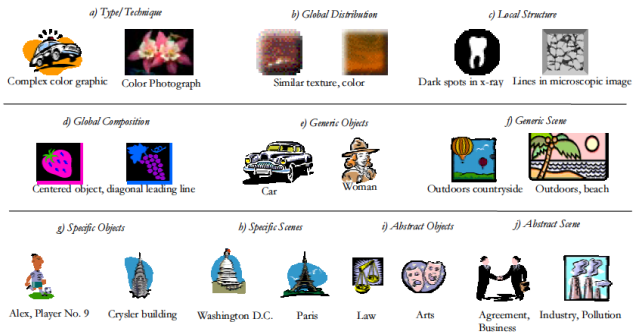 a) Type/Technique
b) Global Distribution
c) Local Structure
Complex color graphic
Color Photograph
Similar texture, color
Dark spots in x-ray
Lines in microscopic image
d) Global Composition
e) Generic Objects
f) Generic Scene
Centered object, diagonal leading line
Car
Woman
Outdoors countryside
Outdoors, beach
g) Specific Objects
h) Specific Scenes
i) Abstract Objects
j) Abstract Scene
Alex, Player No. 9
Crysler building
Washington D.C.
Paris
Law
Arts
Agreement,
Business
Industry, Pollution